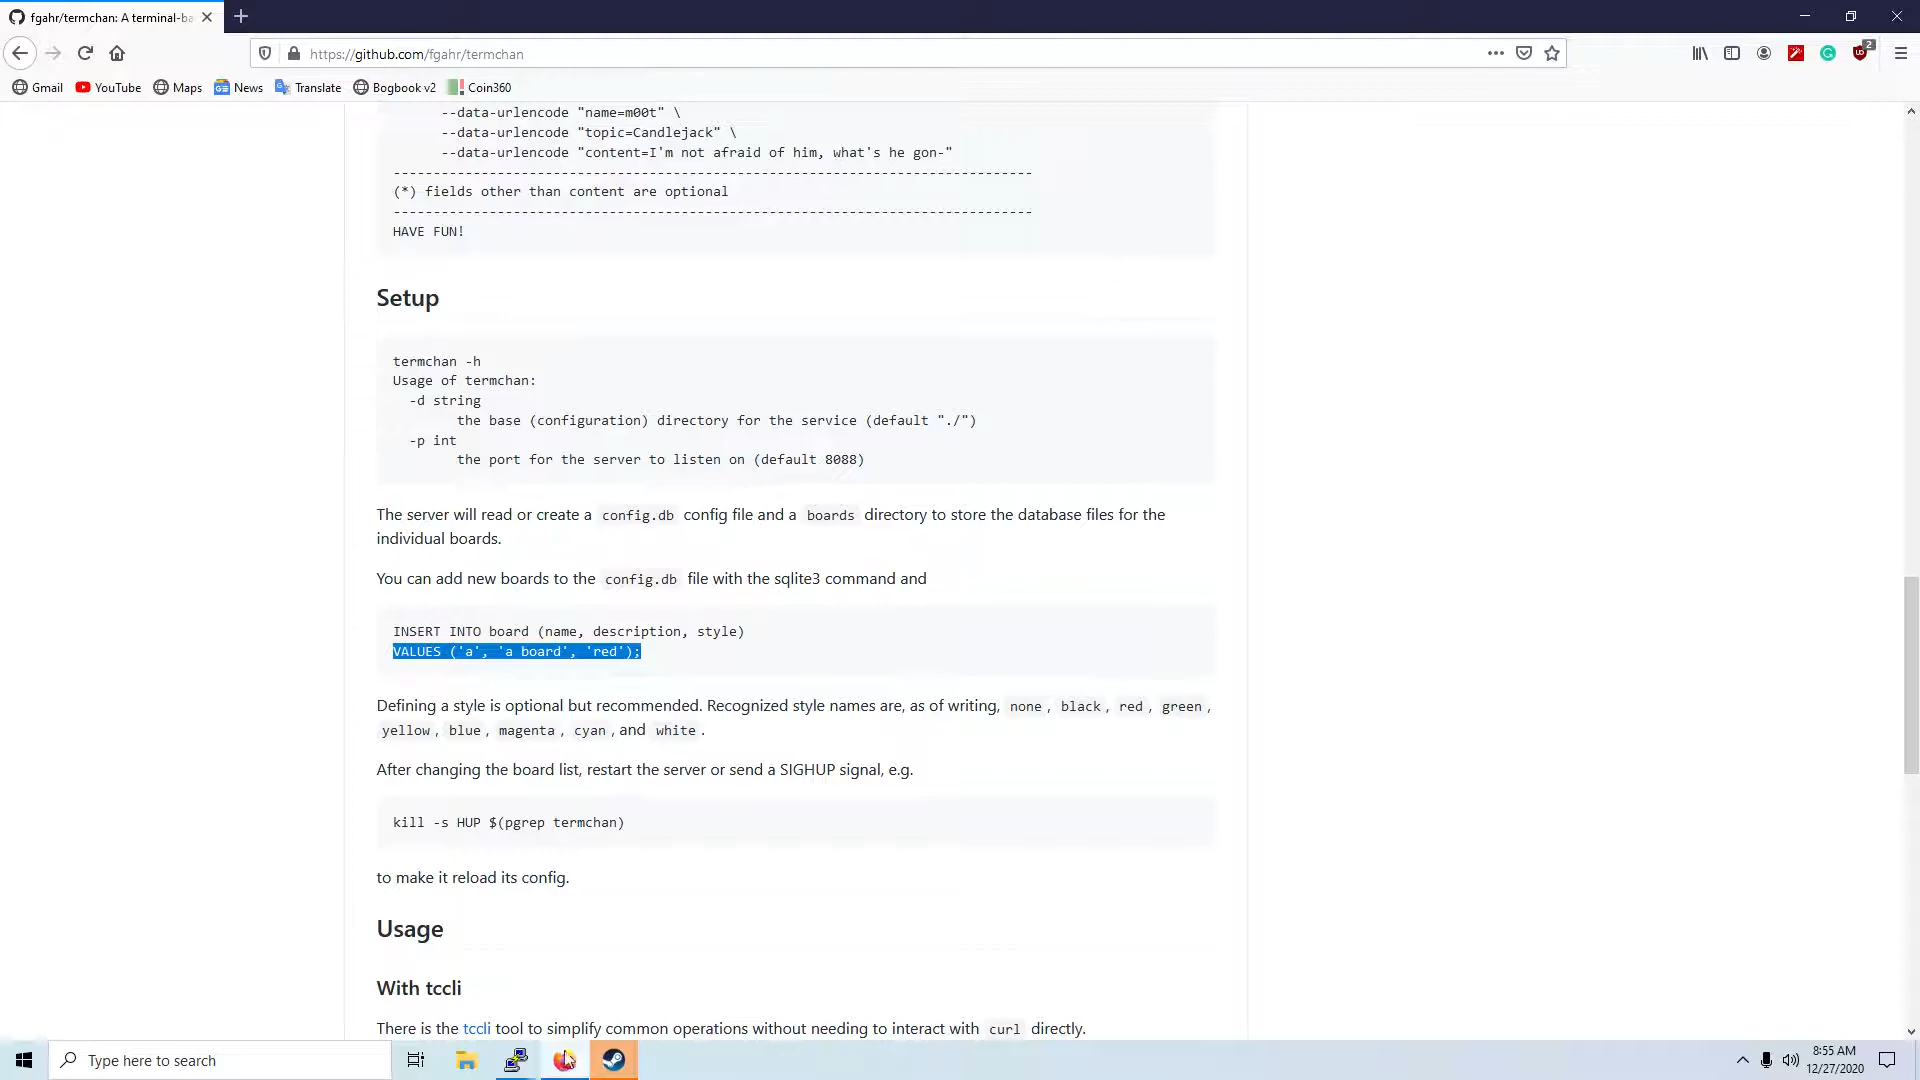 fgahr/termchan: A terminal-ba
https://github.com/fgahr/termchan
2
Gmail YouTube Maps News Translate Bogbook v2 Coin360
--data-urlencode "name=m00t" \
--data-urlencode "topic=Candlejack" \
--data-urlencode "content=I'm not afraid of him, what's he gon-"
--------------------------------------------------------------------------------
(*) fields other than content are optional
--------------------------------------------------------------------------------
HAVE FUN!
Setup
termchan -h
Usage of termchan:
-d string
the base (configuration) directory for the service (default "./")
-p int
the port for the server to listen on (default 8088)
The server will read or create a config.db config file and a boards directory to store the database files for the
individual boards.
You can add new boards to the config.db file with the sqlite3 command and
INSERT INTO board (name, description, style)
VALUES ('a', 'a board', 'red');
Defining a style is optional but recommended. Recognized style names are, as of writing, none, black, red, green,
yellow, blue, magenta, cyan, and white.
After changing the board list, restart the server or send a SIGHUP signal, e.g.
kill -s HUP $(pgrep termchan)
to make it reload its config.
Usage
With tccli
There is the tccli tool to simplify common operations without needing to interact with curl directly.
Type here to search
8:55 AM
12/27/2020